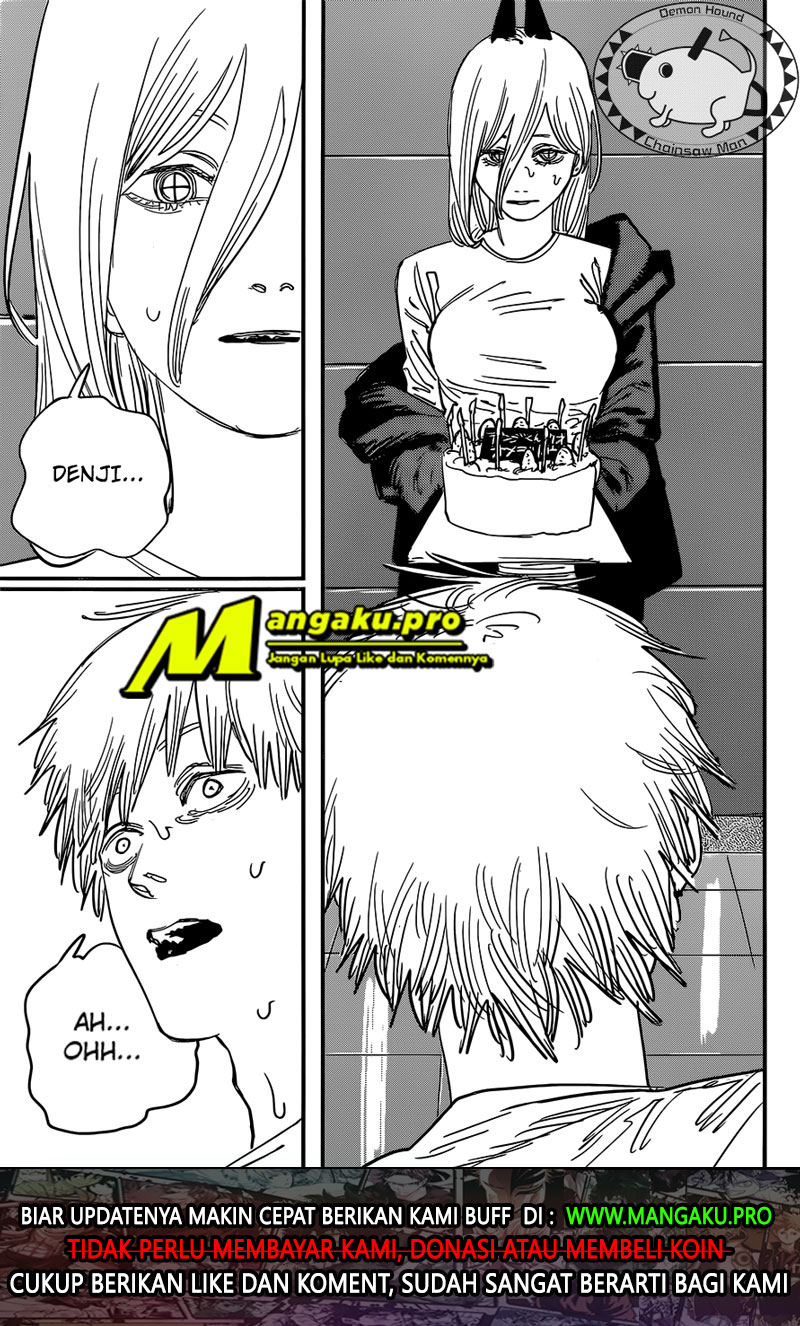 Demon Hound
Chainsaw Man
DENJI...
Mangaku.pro
Jangan Lupa Like dan Komennya
AH...
OHH...
BIAR UPDATENYA MAKIN CEPAT BERIKAN KAMI BUFF DI : WWW.MANGAKU.PRO
TIDAK PERLU MEMBAYAR KAMI, DONASI ATAU MEMBELI KOIN
CUKUP BERIKAN LIKE DAN KOMENT, SUDAH SANGAT BERARTI BAGI KAMI